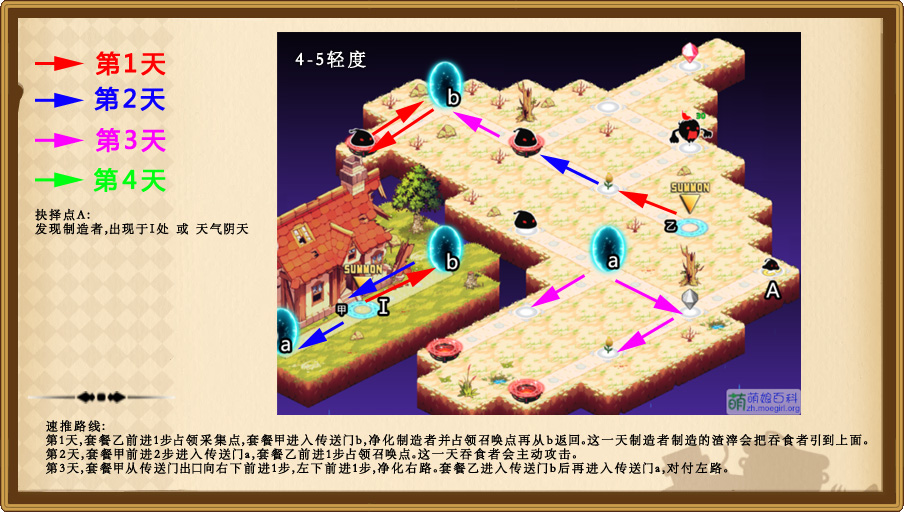 第1天
第2天
第3天
第4天
抉择点A:
发现制造者,出现于I处 或 天气阴天
4-5轻度
b
30
SUMMON
乙
b
a
SUMMON
甲
I
A
a
萌娘百科
zh.moegirl.org
速推路线:
第1天,套餐乙前进1步占领采集点,套餐甲进入传送门b,净化制造者并占领召唤点再从b返回。这一天制造者制造的渣滓会把吞食者引到上面。
第2天,套餐甲前进2步进入传送门a,套餐乙前进1步占领召唤点。这一天吞食者会主动攻击。
第3天,套餐甲从传送门出口向右下前进1步,左下前进1步,净化右路。套餐乙进入传送门b后再进入传送门a,对付左路。